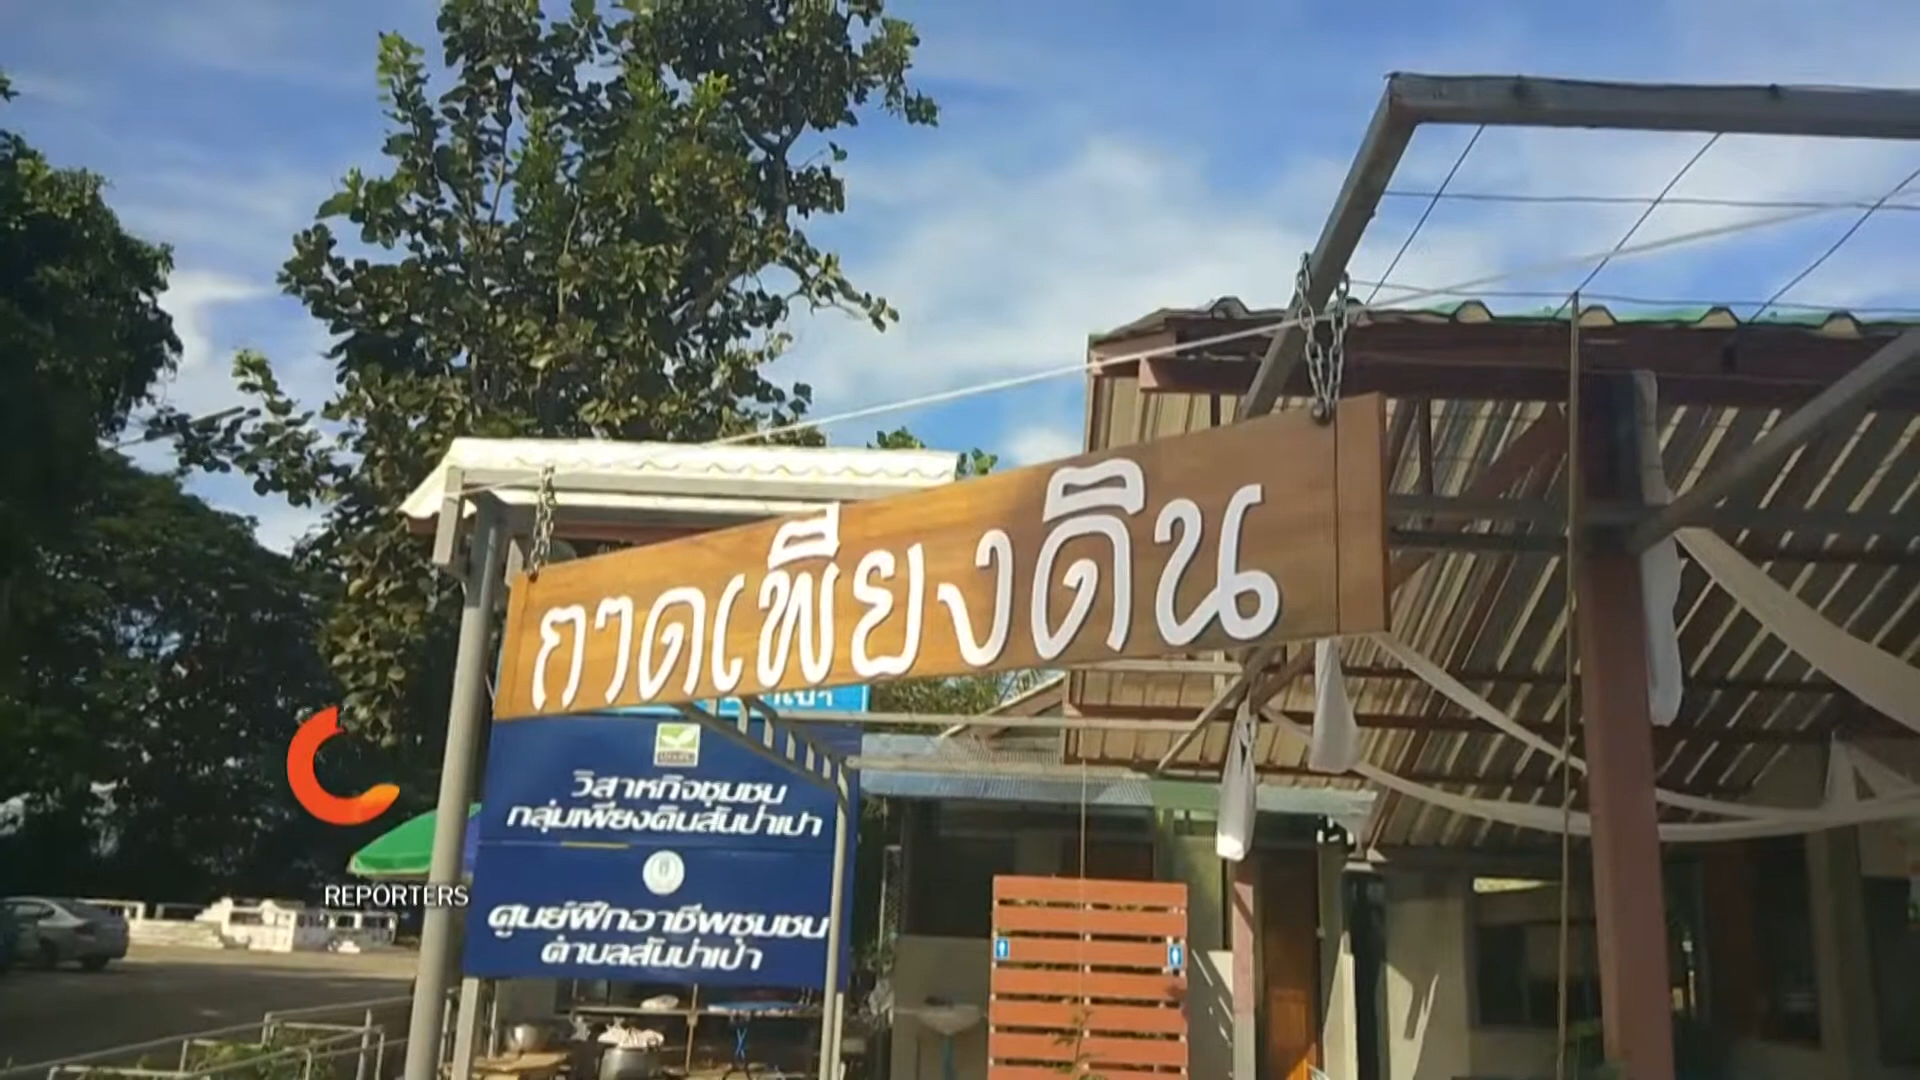 กาดเพียงดิน
วิสาหกิจชุมชน
กลุ่มเพียงดินสันป่าเปา
ศูนย์ฝึกอาชีพชุมชน
ตำบลสันป่าเปา
REPORTERS